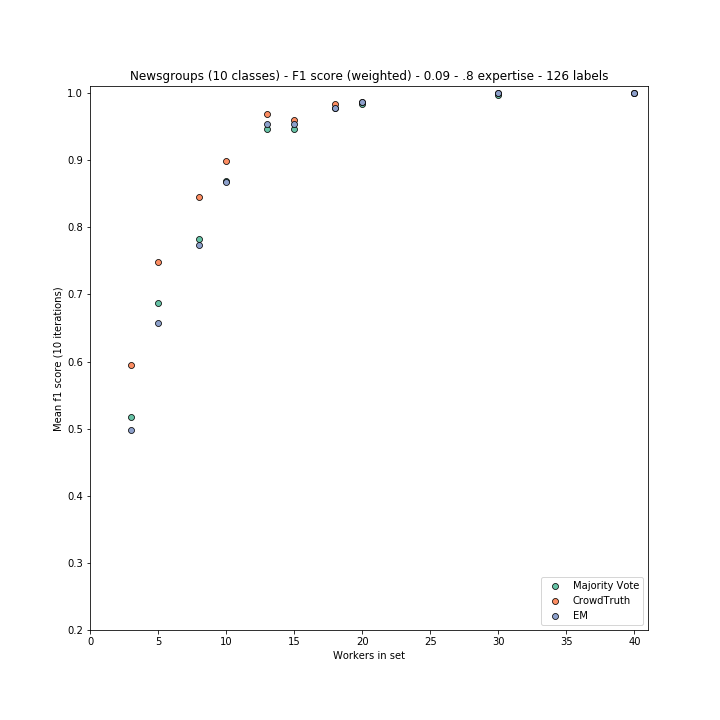 Newsgroups (10 classes) - F1 score (weighted) - 0.09 - .8 expertise - 126 labels
1.0
0.9
0.8
0.7
0.6
0.5
0.4
0.3
0.2
Mean f1 score (10 iterations)
Majority Vote
CrowdTruth
EM
0 5 10 15 20 25 30 35 40
Workers in set